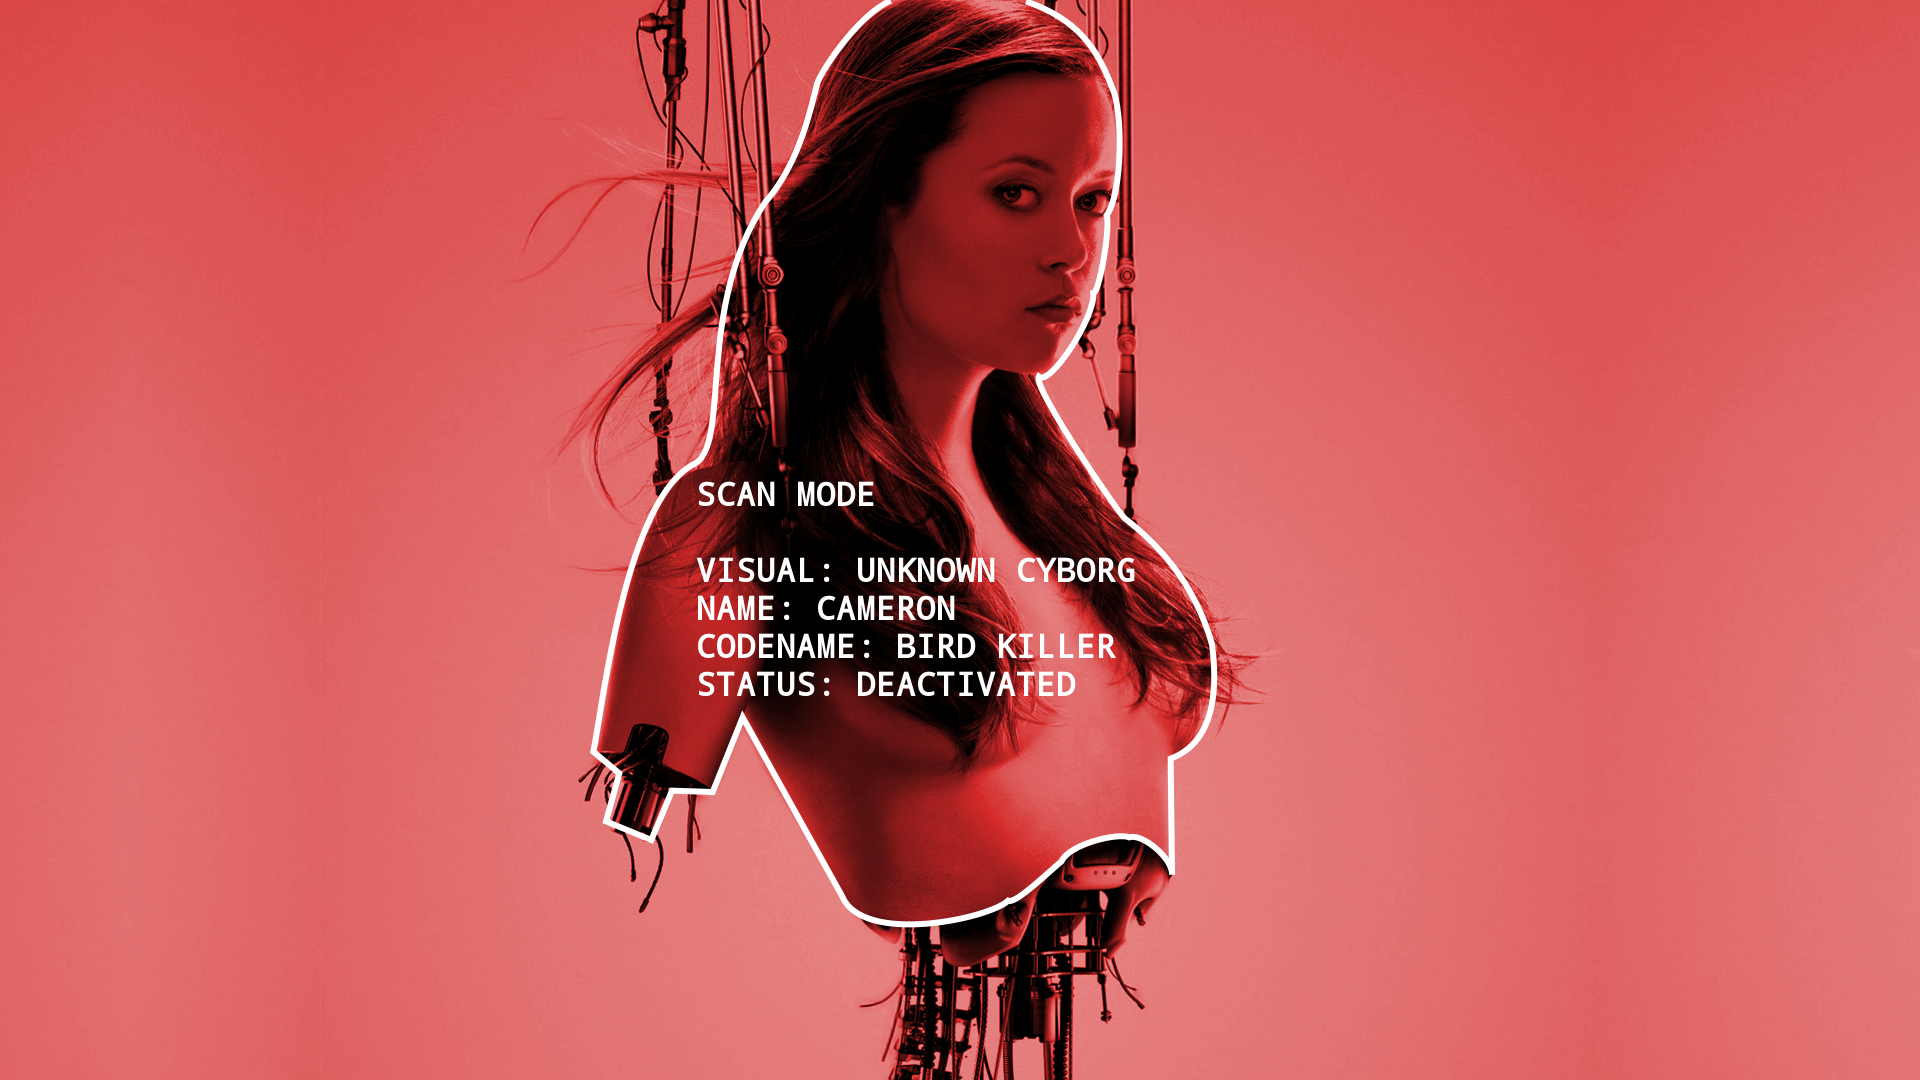 SCAN MODE
VISUAL: UNKNOWN CYBORG
NAME: CAMERON
CODENAME: BIRD KILLER
STATUS: DEACTIVATED